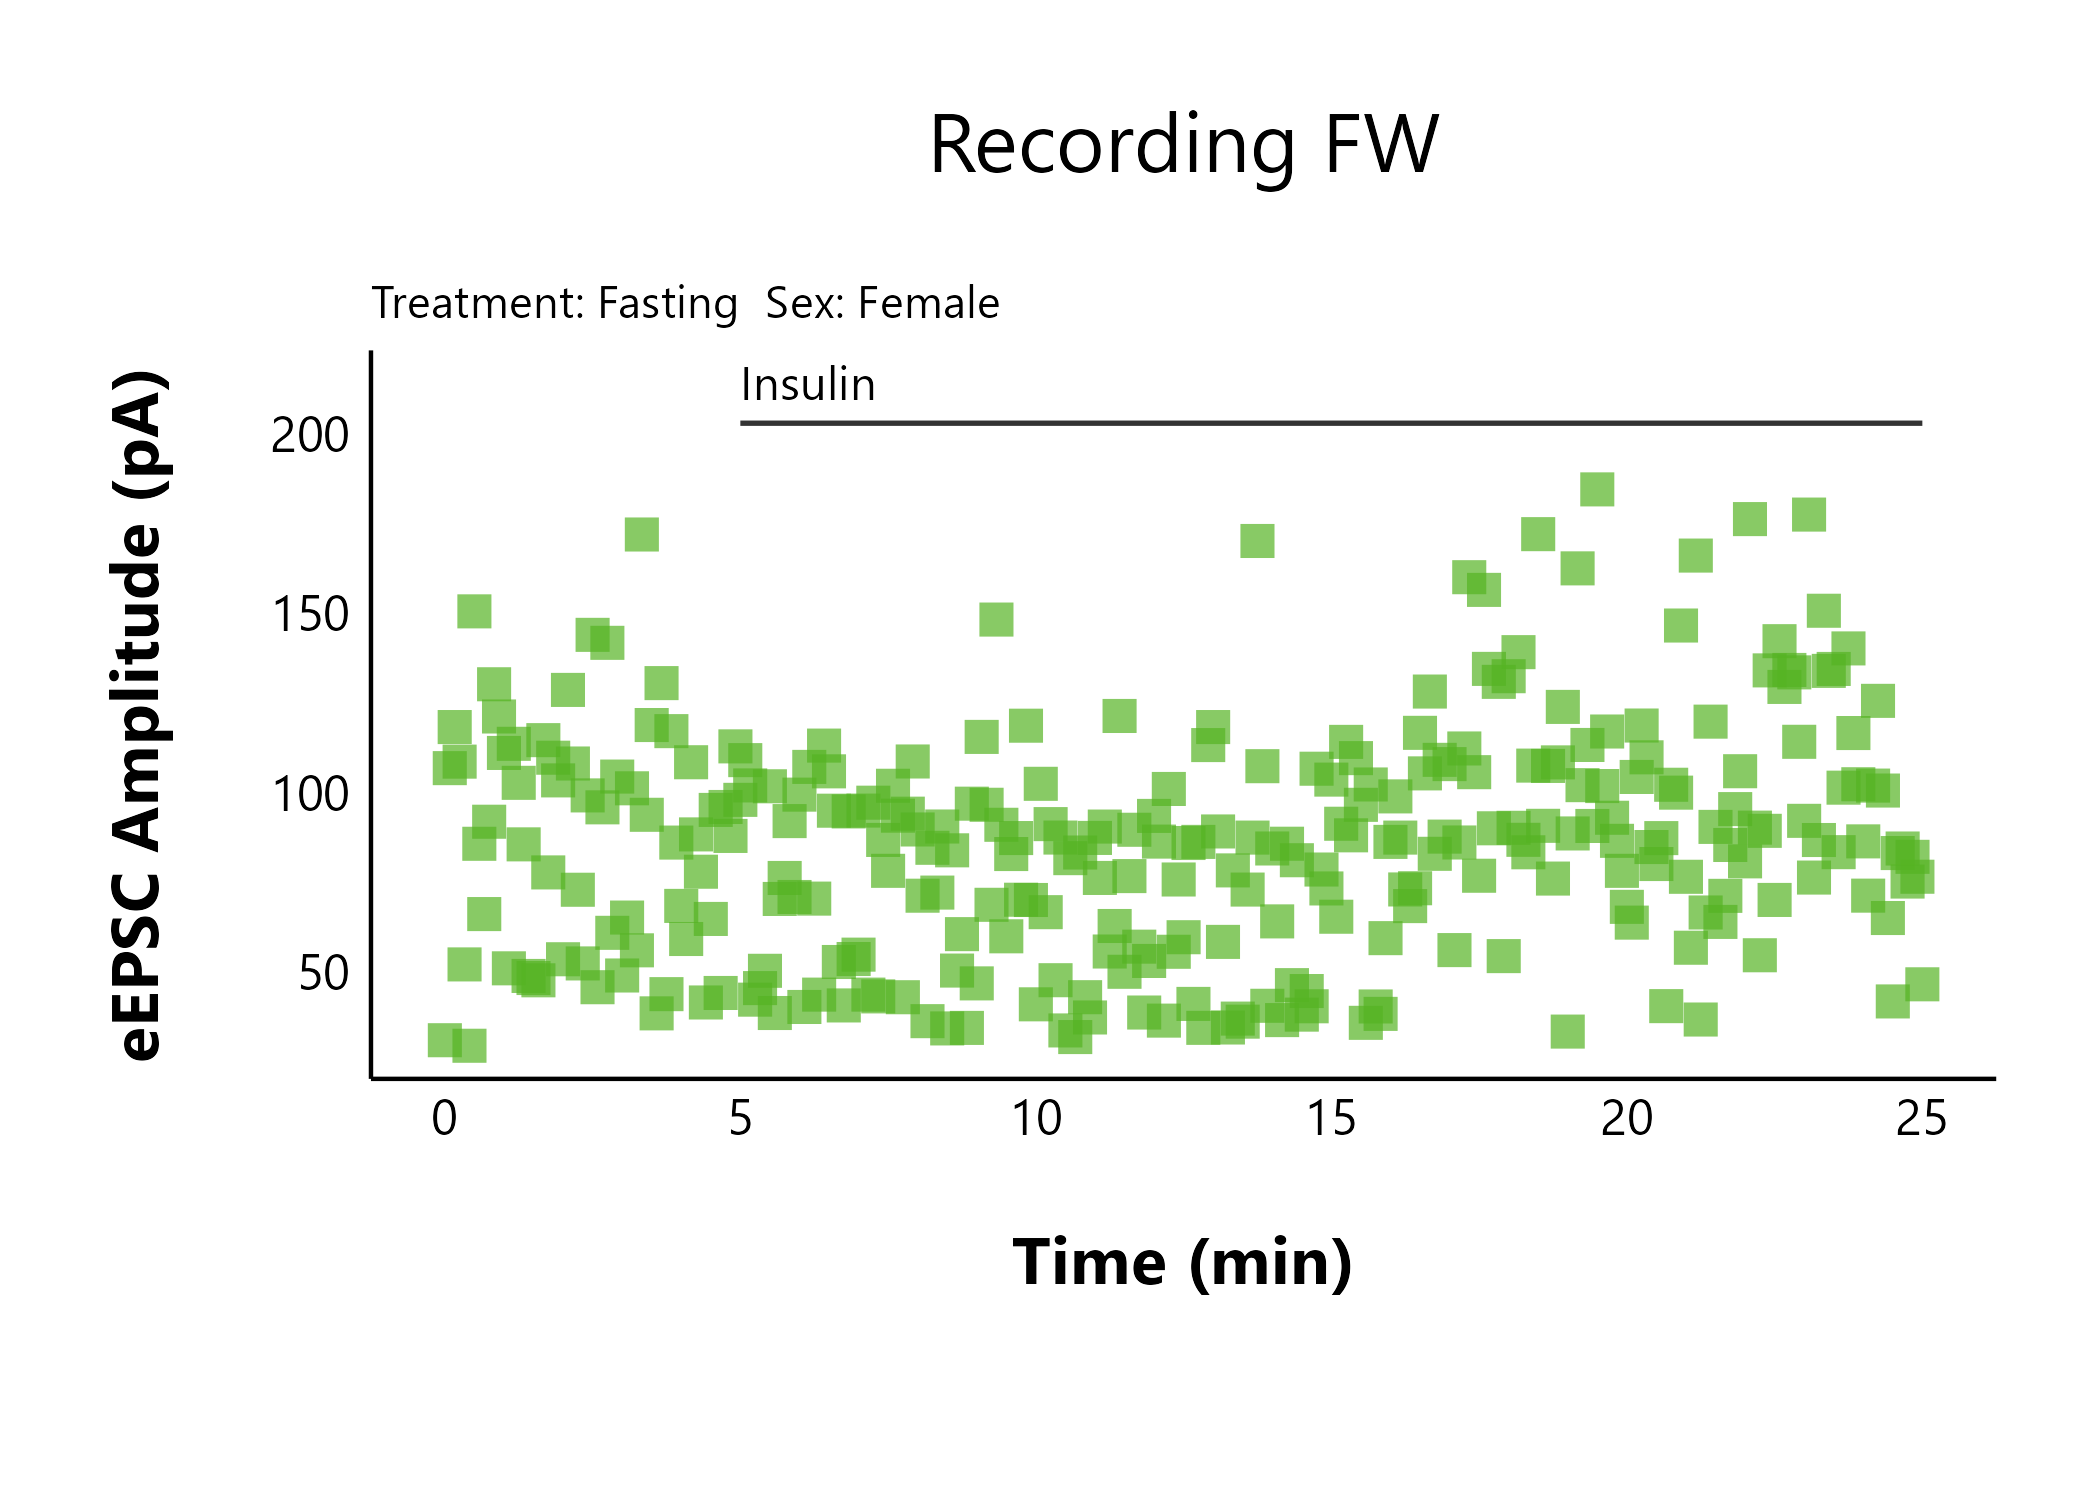 Recording FW
Treatment: Fasting  Sex: Female
Insulin
eEPSC Amplitude (pA)
200
150
100
50
0 5 10 15 20 25
Time (min)